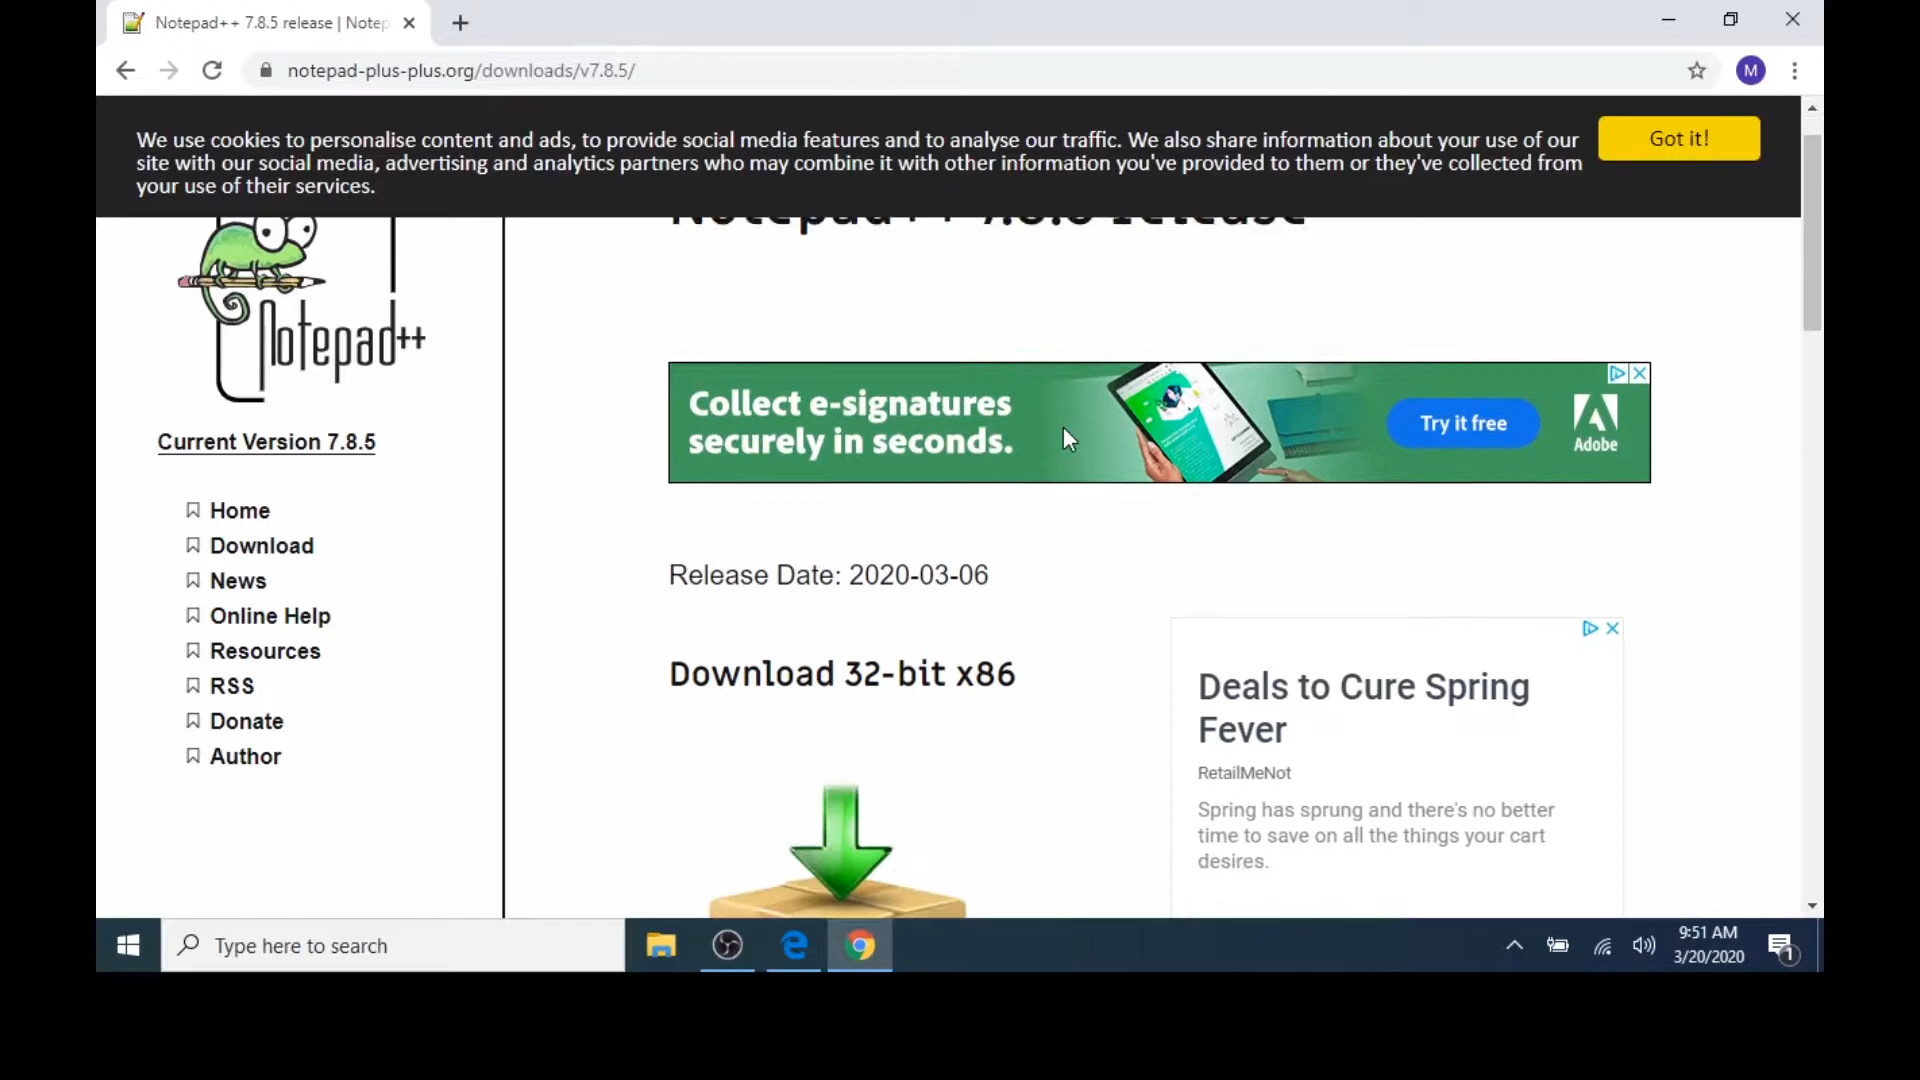 Notepad++ 7.8.5 release | Notep
notepad-plus-plus.org/downloads/v7.8.5/
M
We use cookies to personalise content and ads, to provide social media features and to analyse our traffic. We also share information about your use of our
site with our social media, advertising and analytics partners who may combine it with other information you've provided to them or they've collected from
your use of their services.
Got it!
Notepad++ 7.8.5 release
Notepad++
Current Version 7.8.5
Home
Download
News
Online Help
Resources
RSS
Donate
Author
Collect e-signatures
securely in seconds.
Try it free
Adobe
Release Date: 2020-03-06
Download 32-bit x86
Deals to Cure Spring
Fever
RetailMeNot
Spring has sprung and there's no better
time to save on all the things your cart
desires.
Type here to search
9:51 AM
3/20/2020
1